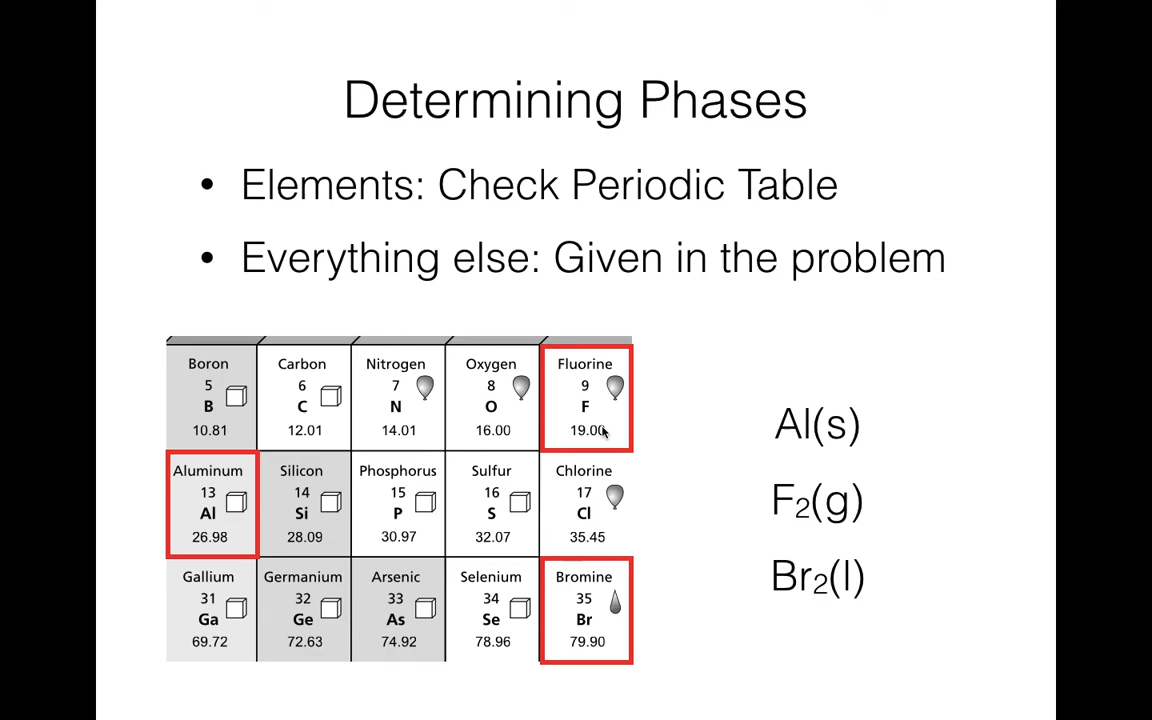 Determining Phases
• Elements: Check Periodic Table
• Everything else: Given in the problem
Boron Carbon Nitrogen Oxygen Fluorine
5 6 7 8 9
B C N O F
10.81 12.01 14.01 16.00 19.00
Aluminum Silicon Phosphorus Sulfur Chlorine
13 14 15 16 17
Al Si P S Cl
26.98 28.09 30.97 32.07 35.45
Gallium Germanium Arsenic Selenium Bromine
31 32 33 34 35
Ga Ge As Se Br
69.72 72.63 74.92 78.96 79.90
Al(s)
F₂(g)
Br₂(l)